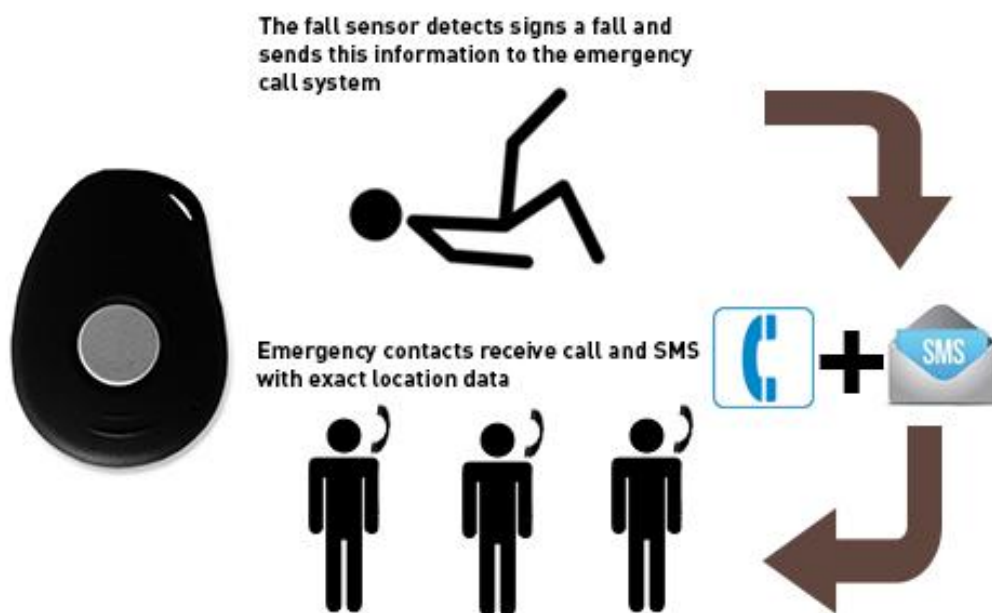 The fall sensor detects signs a fall and
sends this information to the emergency
call system
SMS
Emergency contacts receive call and SMS
with exact location data